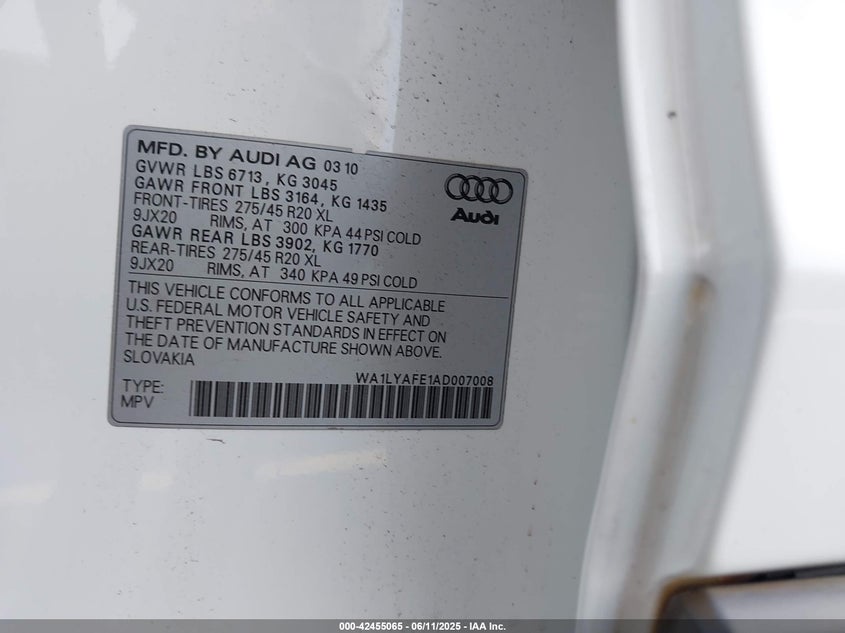 MFD. BY AUDI AG 03 10
GVWR LBS 6713, KG 3045
GAWR FRONT LBS 3164, KG 1435
FRONT-TIRES 275/45 R20 XL
9JX20 RIMS, AT 300 KPA 44 PSI COLD
GAWR REAR LBS 3902, KG 1770
REAR-TIRES 275/45 R20 XL
9JX20 RIMS, AT 340 KPA 49 PSI COLD
Audi
THIS VEHICLE CONFORMS TO ALL APPLICABLE
U.S. FEDERAL MOTOR VEHICLE SAFETY AND
THEFT PREVENTION STANDARDS IN EFFECT ON
THE DATE OF MANUFACTURE SHOWN ABOVE.
SLOVAKIA
WA1LYAFE1AD007008
TYPE:
MPV
000-42455065 - 06/11/2025 - IAA Inc.